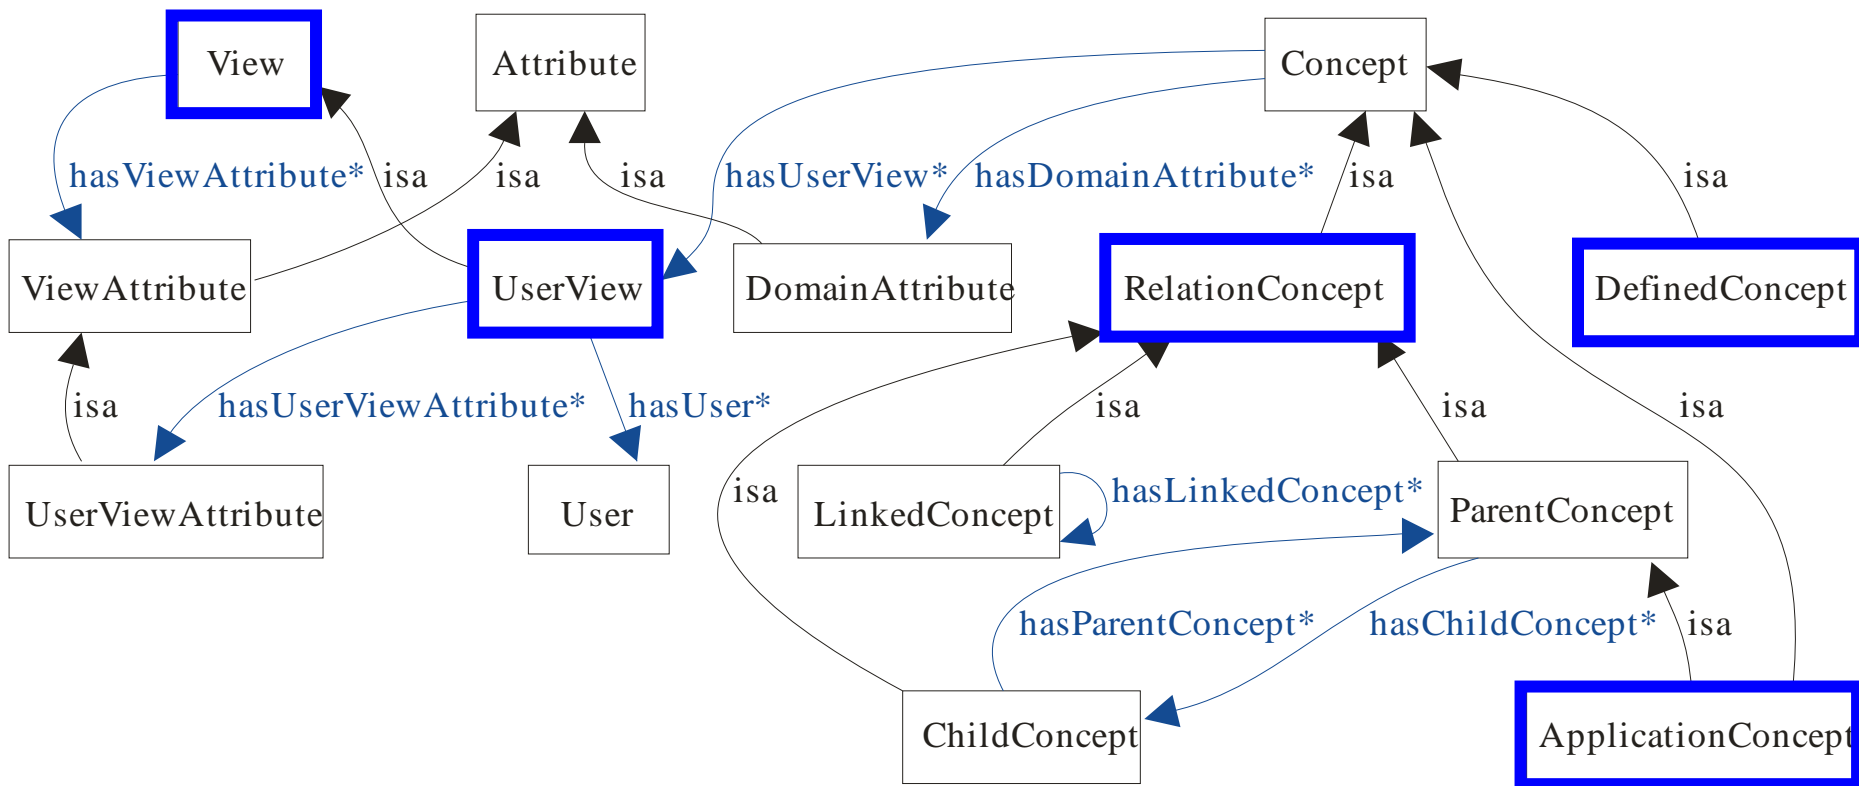 View
Attribute
Concept
hasViewAttribute*
isa
isa
isa
hasUserView*
hasDomainAttribute*
isa
isa
ViewAttribute
UserView
DomainAttribute
RelationConcept
DefinedConcept
isa
hasUserViewAttribute*
hasUser*
isa
isa
isa
UserViewAttribute
User
isa
LinkedConcept
hasLinkedConcept*
ParentConcept
hasParentConcept*
hasChildConcept*
isa
ChildConcept
ApplicationConcept